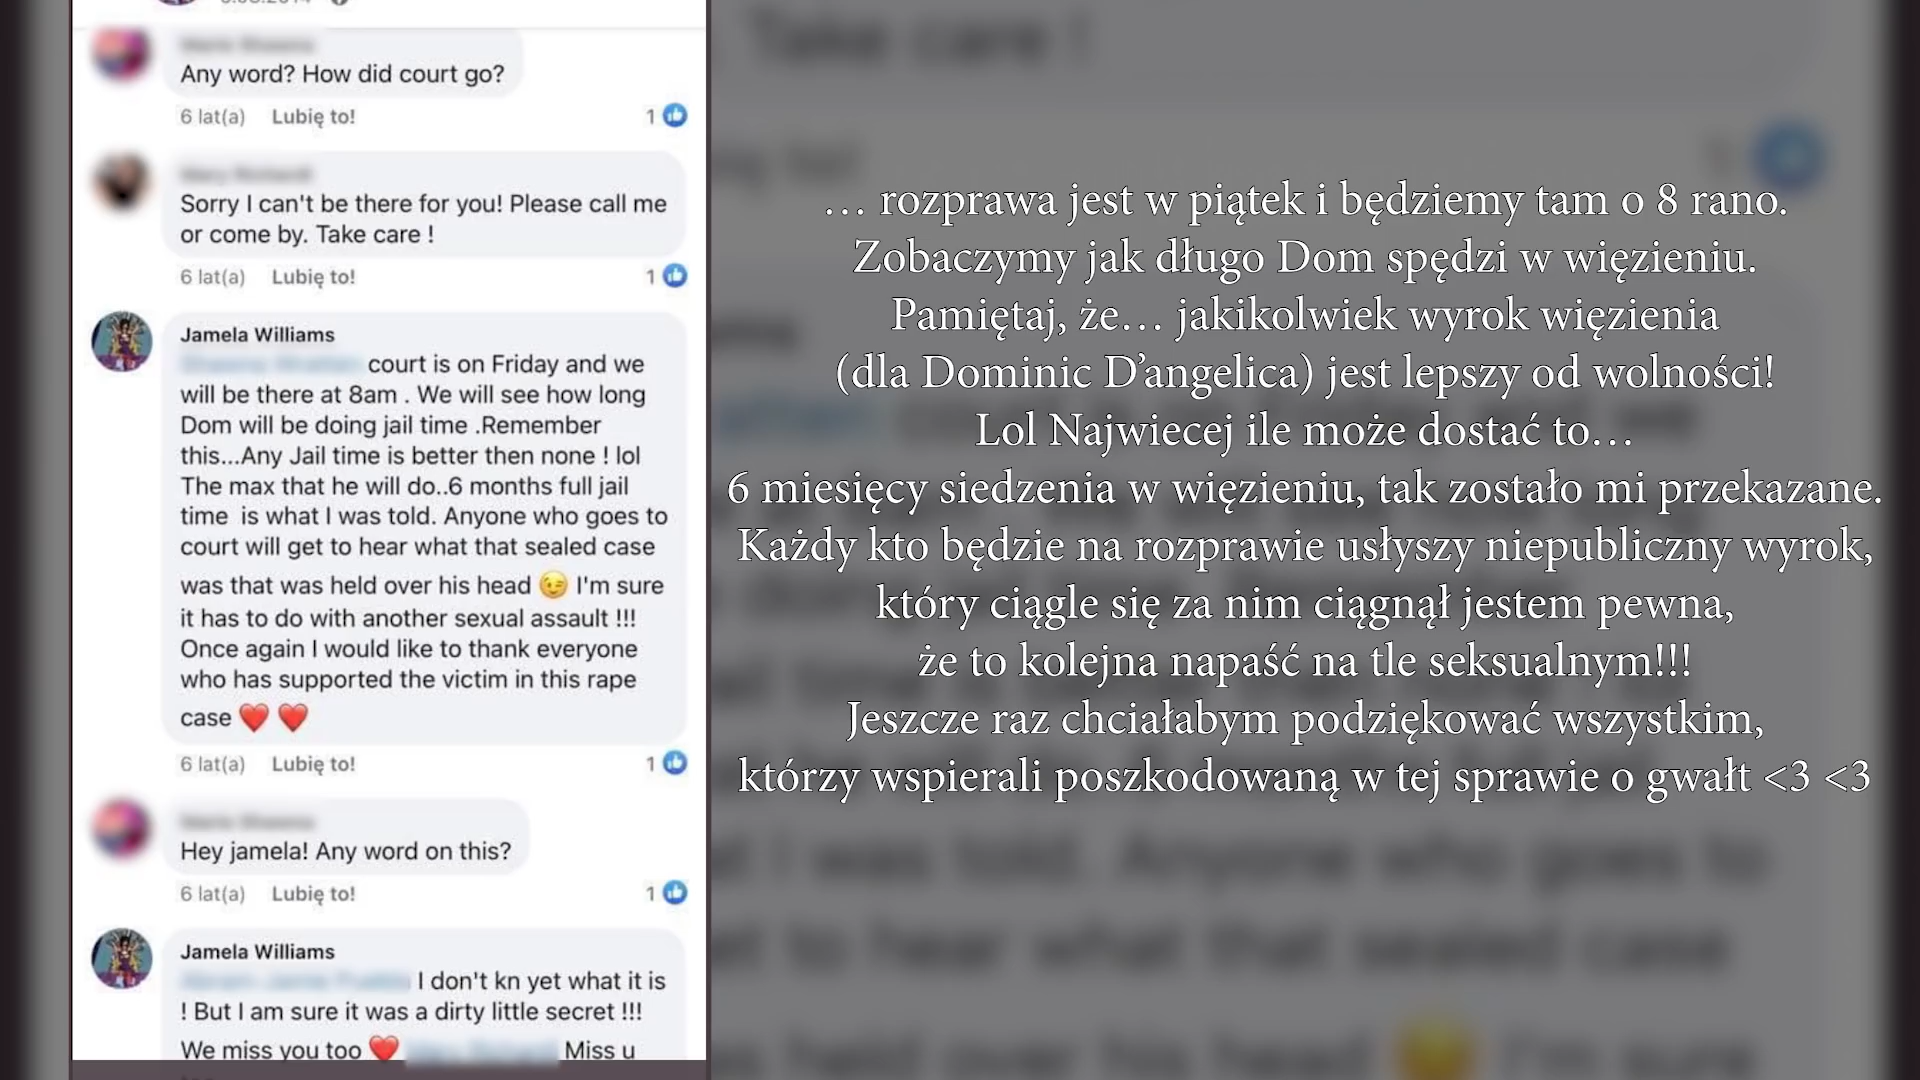 Any word? How did court go?
6 lat(a) Lubię to! 1
Sorry I can't be there for you! Please call me
or come by. Take care !
6 lat(a) Lubię to! 1
Jamela Williams
court is on Friday and we
will be there at 8am . We will see how long
Dom will be doing jail time .Remember
this...Any Jail time is better then none ! lol
The max that he will do..6 months full jail
time is what I was told. Anyone who goes to
court will get to hear what that sealed case
was that was held over his head 😉 I'm sure
it has to do with another sexual assault !!!
Once again I would like to thank everyone
who has supported the victim in this rape
case ❤️ ❤️
6 lat(a) Lubię to! 1
Hey jamela! Any word on this?
6 lat(a) Lubię to! 1
Jamela Williams
I don't kn yet what it is
! But I am sure it was a dirty little secret !!!
We miss you too ❤️ Miss u
… rozprawa jest w piątek i będziemy tam o 8 rano.
Zobaczymy jak długo Dom spędzi w więzieniu.
Pamiętaj, że… jakikolwiek wyrok więzienia
(dla Dominic D’angelica) jest lepszy od wolności!
Lol Najwiecej ile może dostać to…
6 miesięcy siedzenia w więzieniu, tak zostało mi przekazane.
Każdy kto będzie na rozprawie usłyszy niepubliczny wyrok,
który ciągle się za nim ciągnął jestem pewna,
że to kolejna napaść na tle seksualnym!!!
Jeszcze raz chciałabym podziękować wszystkim,
którzy wspierali poszkodowaną w tej sprawie o gwałt <3 <3